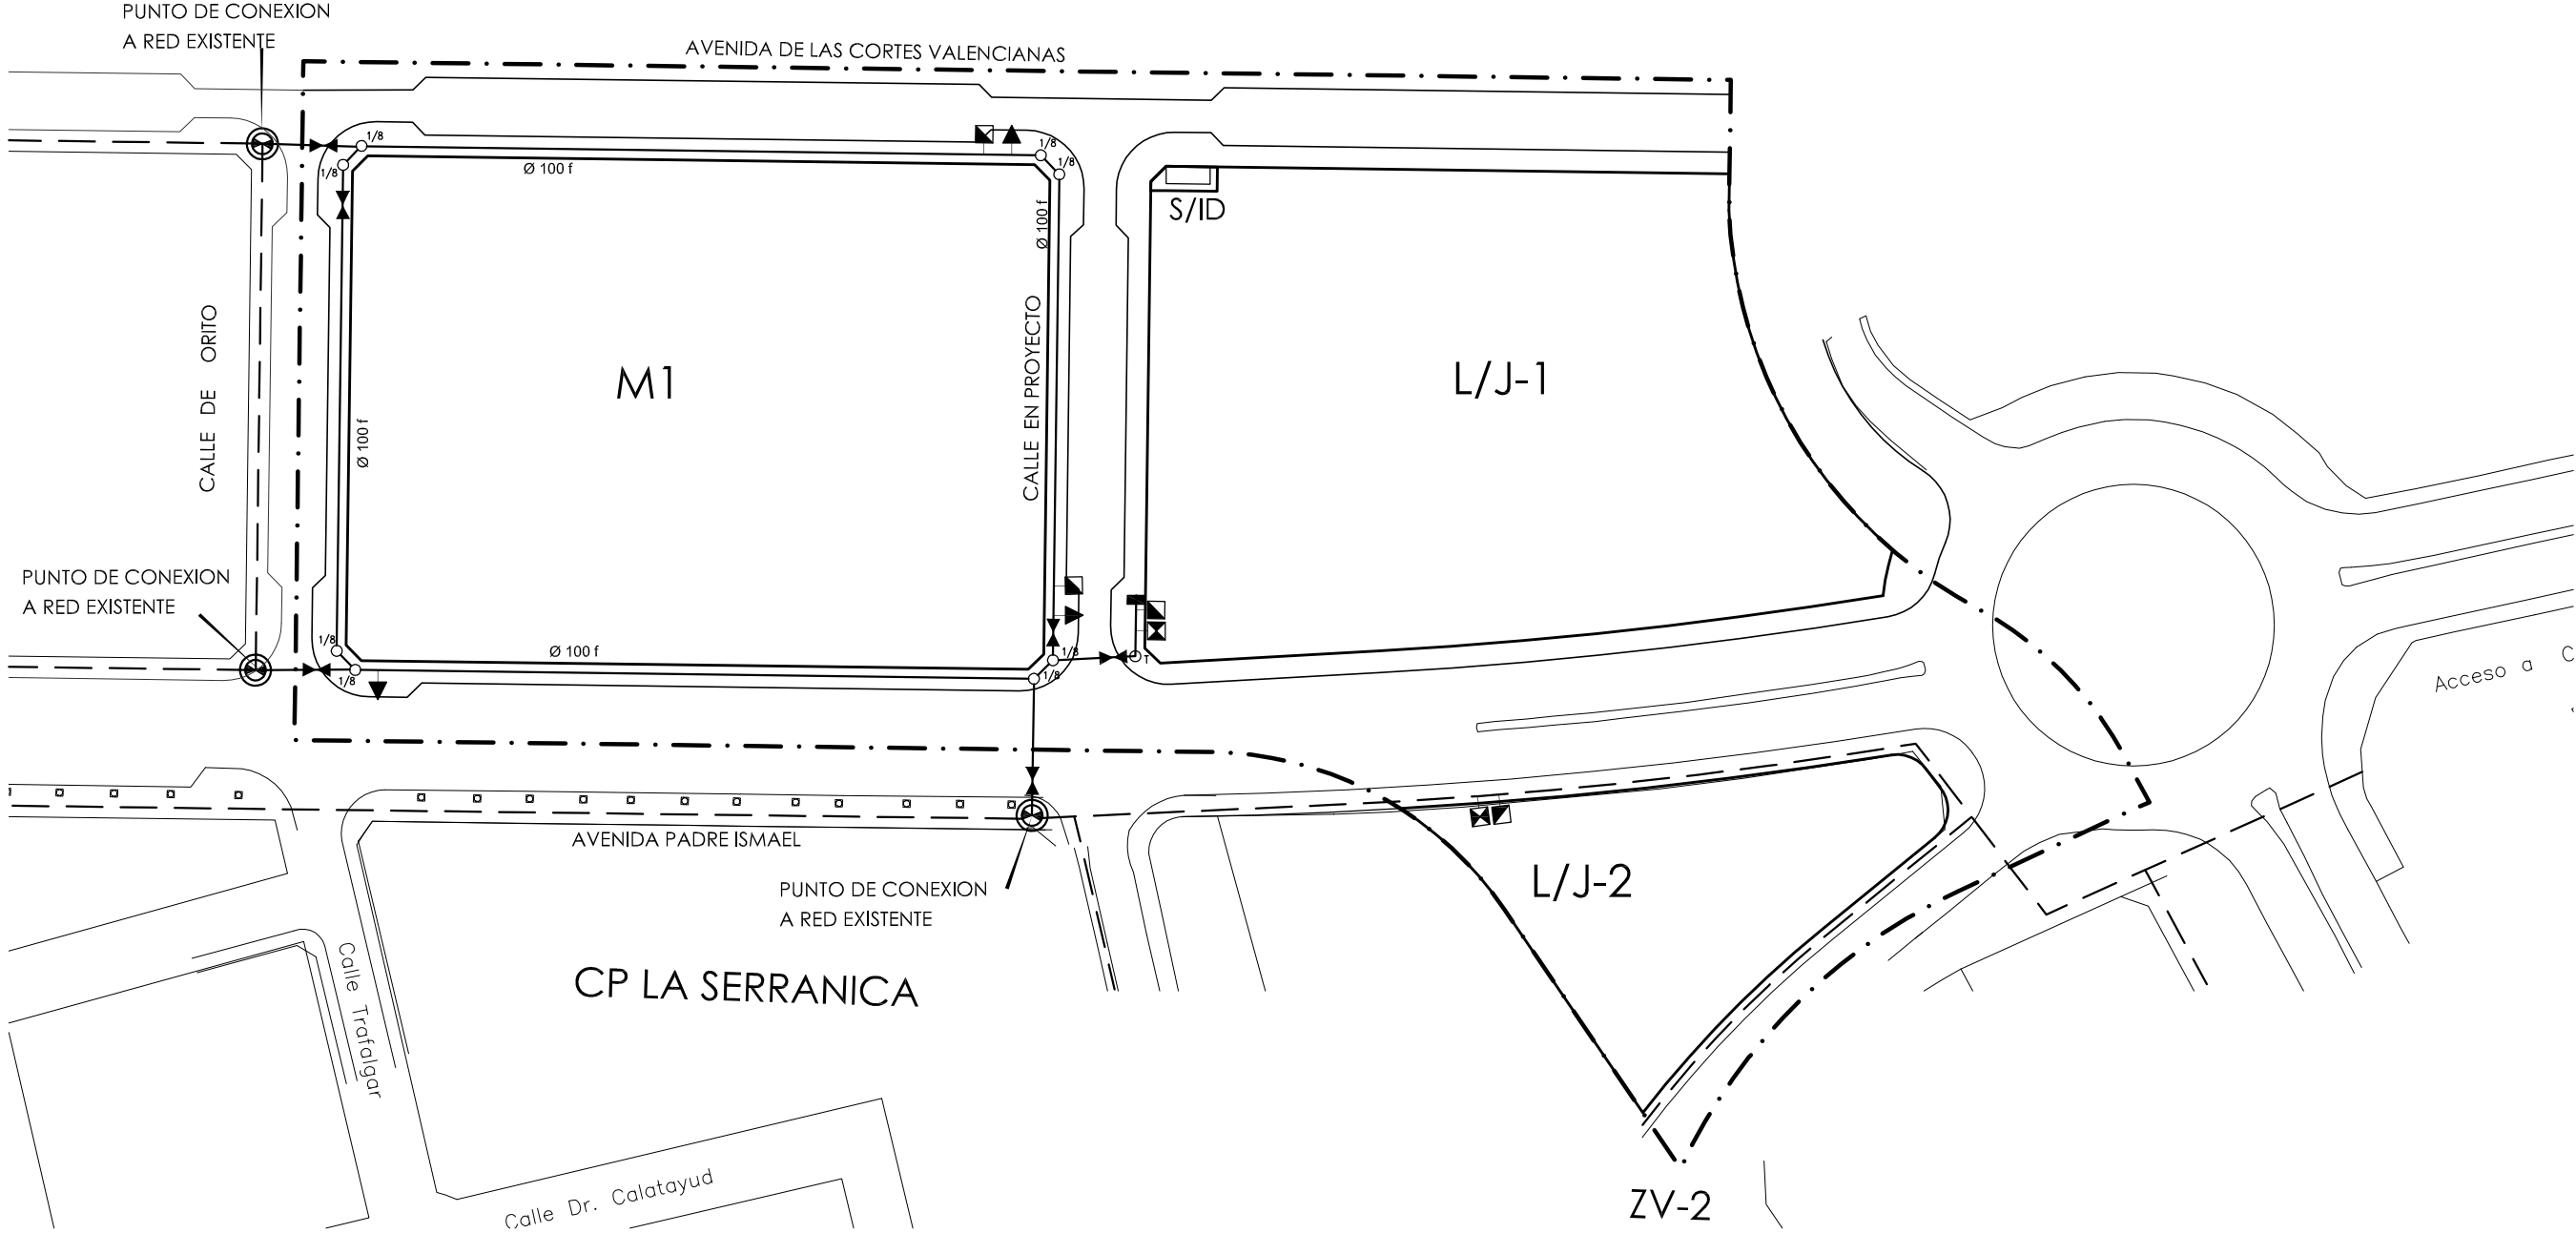 PUNTO DE CONEXION
A RED EXISTENTE
AVENIDA DE LAS CORTES VALENCIANAS
1/8
1/8
1/8
1/8
Ø 100 f
Ø 100 f
S/ID
CALLE DE ORITO
CALLE EN PROYECTO
M1
L/J-1
Ø 100 f
PUNTO DE CONEXION
A RED EXISTENTE
1/8
Ø 100 f
1/8
T
1/8
1/8
Acceso a C
AVENIDA PADRE ISMAEL
PUNTO DE CONEXION
A RED EXISTENTE
L/J-2
CP LA SERRANICA
Calle Trafalgar
Calle Dr. Calatayud
ZV-2